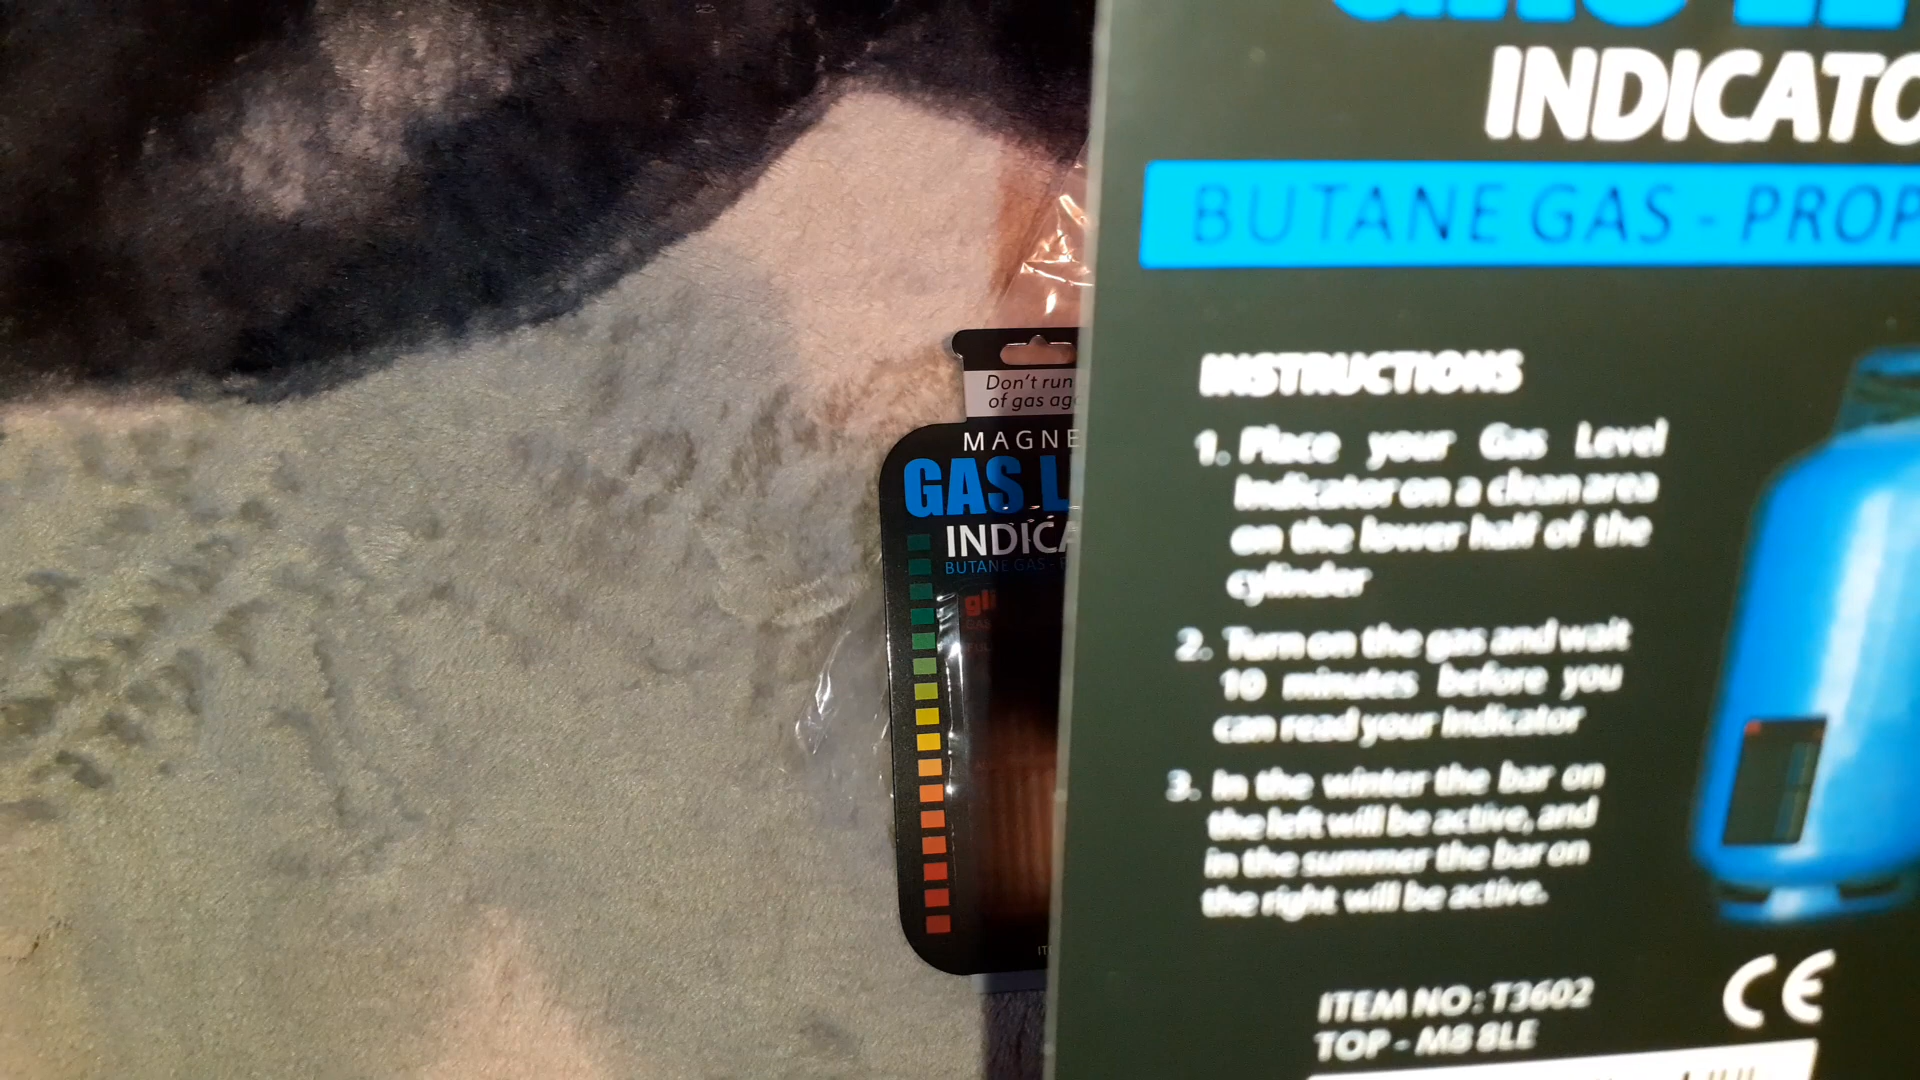 Don't run
of gas aga
MAGNE
GAS L
INDICA
BUTANE GAS - P
INDICATO
BUTANE GAS - PROP
INSTRUCTIONS
1. Place your Gas Level
Indicator on a clean area
on the lower half of the
cylinder
2. Turn on the gas and wait
10 minutes before you
can read your Indicator
3. In the winter the bar on
the left will be active, and
in the summer the bar on
the right will be active.
ITEM NO: T3602
TOP - M8 8LE
CE